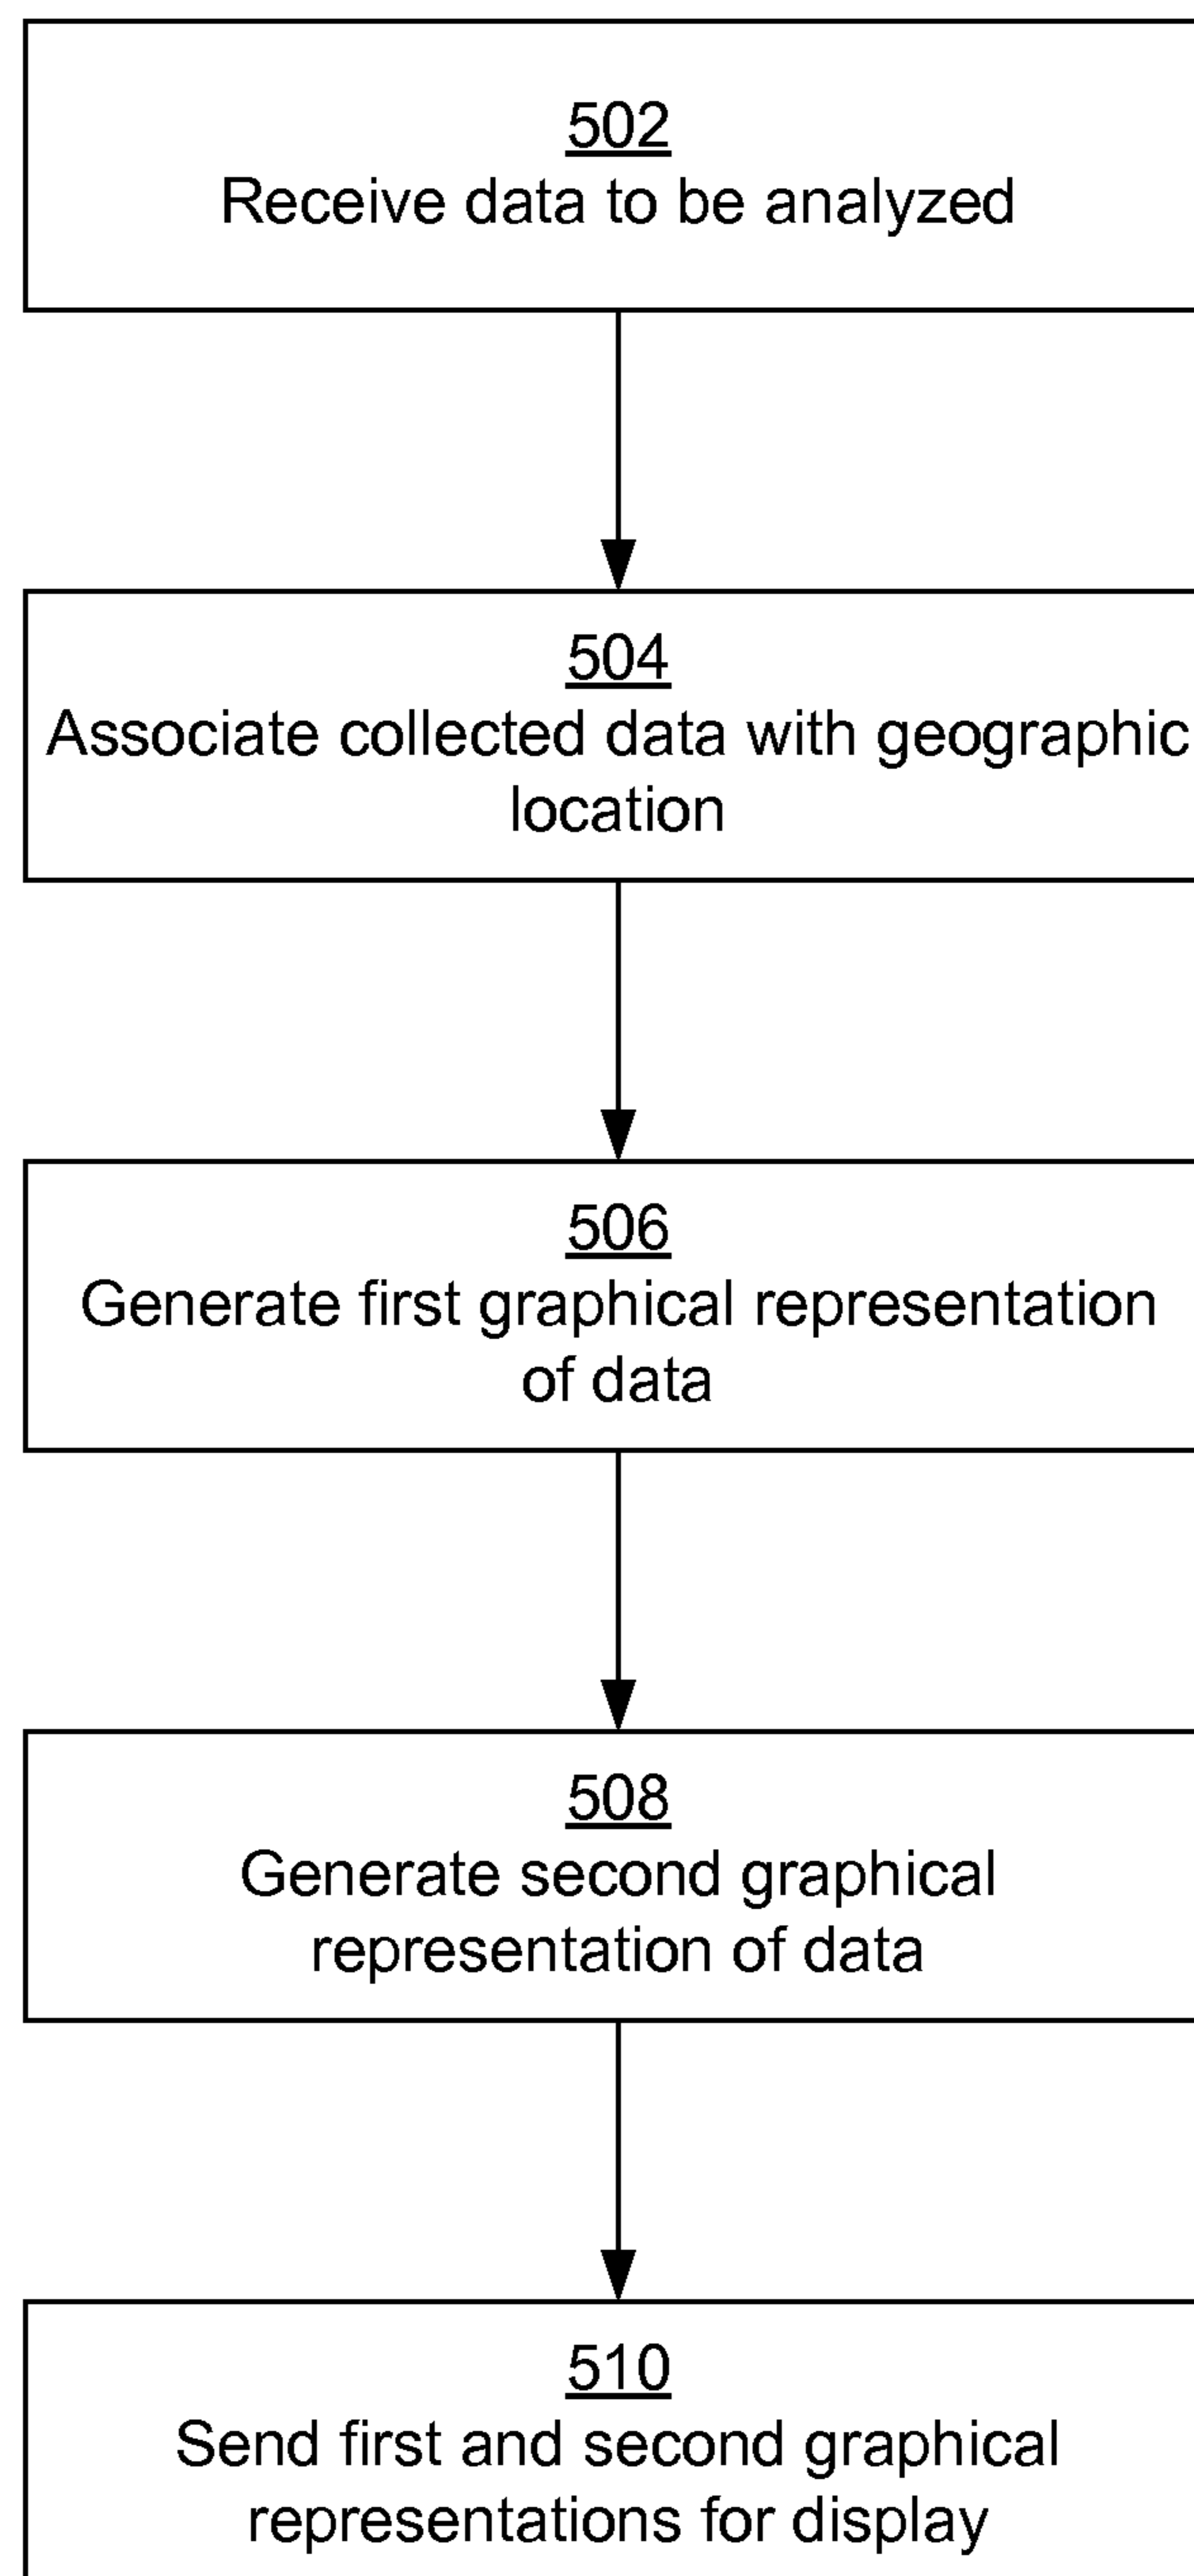 502
Receive data to be analyzed
504
Associate collected data with geographic
location
506
Generate first graphical representation
of data
508
Generate second graphical
representation of data
510
Send first and second graphical
representations for display